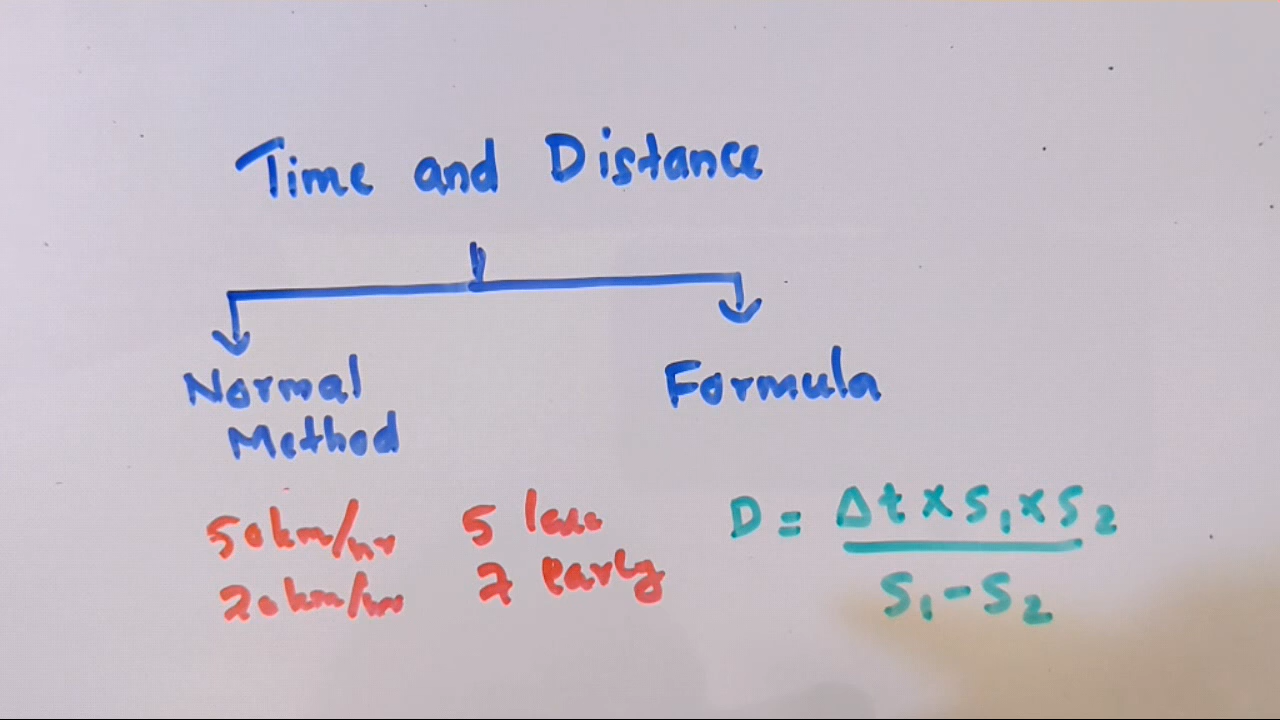 Time and Distance
Normal
Method
Formula
50km/hr 5 late
20km/hr 7 early
D = Δt × S₁ × S₂
S₁ - S₂